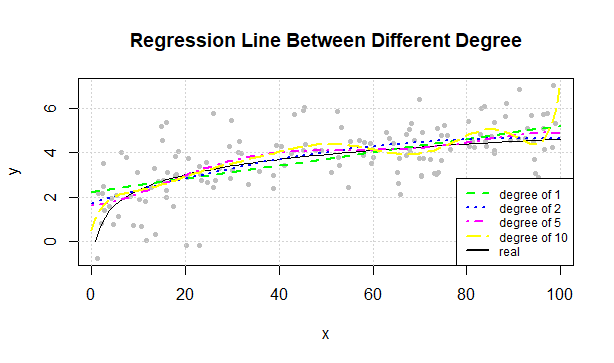 Regression Line Between Different Degree
y
6
4
2
0
degree of 1
degree of 2
degree of 5
degree of 10
real
0 20 40 60 80 100
x